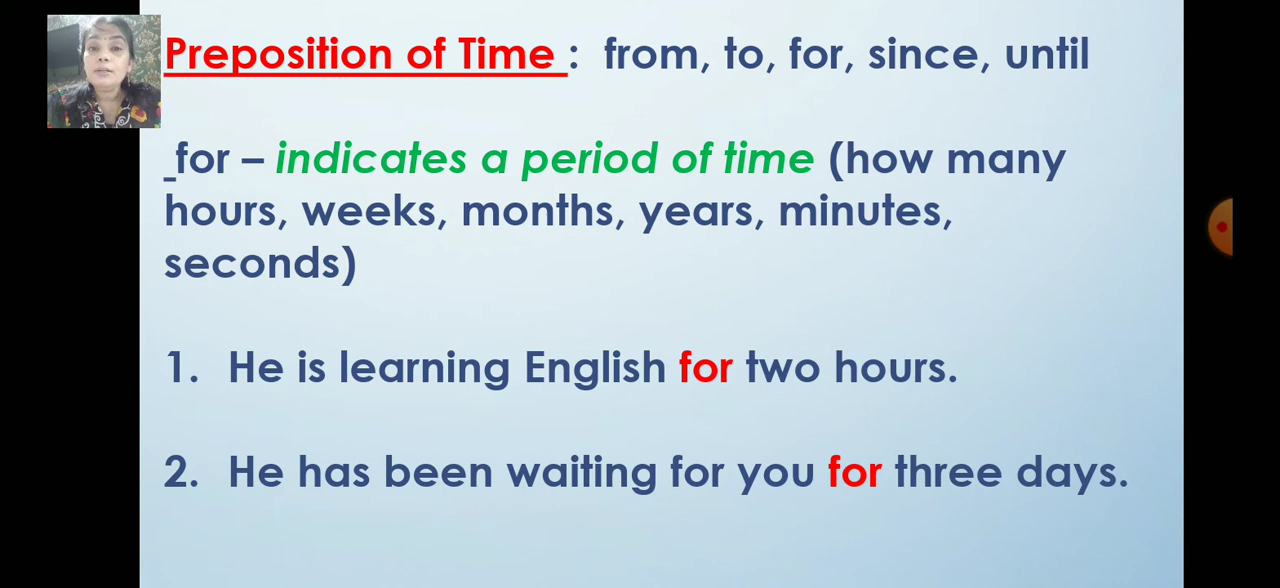 Preposition of Time : from, to, for, since, until
for – indicates a period of time (how many
hours, weeks, months, years, minutes,
seconds)
1. He is learning English for two hours.
2. He has been waiting for you for three days.